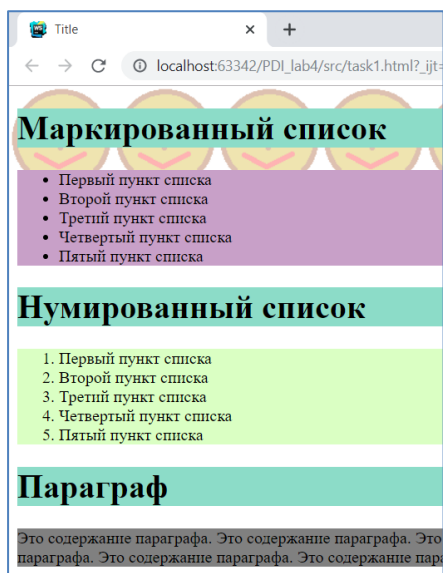 Title
localhost:63342/PDI_lab4/src/task1.html?_ijt=
Маркированный список
• Первый пункт списка
• Второй пункт списка
• Третий пункт списка
• Четвертый пункт списка
• Пятый пункт списка
Нумированный список
1. Первый пункт списка
2. Второй пункт списка
3. Третий пункт списка
4. Четвертый пункт списка
5. Пятый пункт списка
Параграф
Это содержание параграфа. Это содержание параграфа. Это
параграфа. Это содержание параграфа. Это содержание